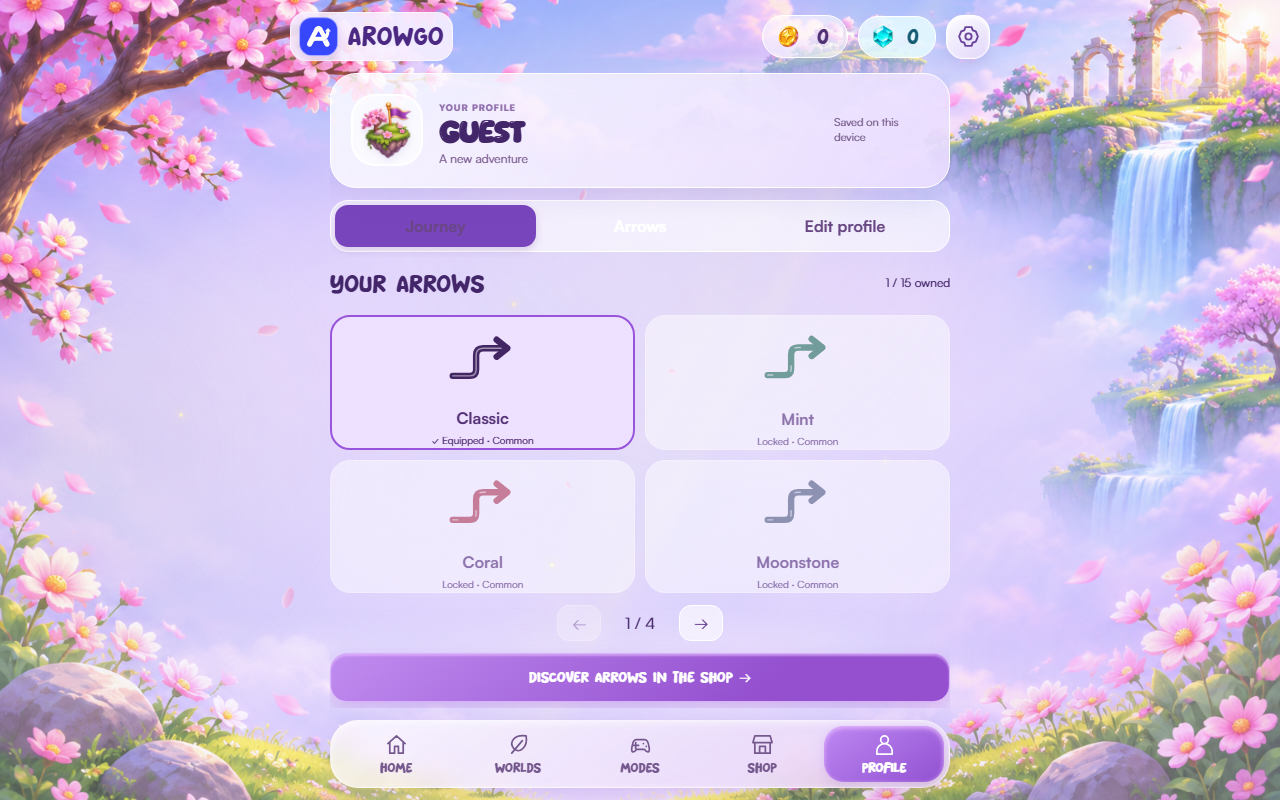 AROWGO
0
0
YOUR PROFILE
GUEST
A new adventure
Saved on this
device
Journey
Arrows
Edit profile
YOUR ARROWS
1 / 15 owned
Classic
✓ Equipped · Common
Mint
Locked · Common
Coral
Locked · Common
Moonstone
Locked · Common
← 1 / 4 →
DISCOVER ARROWS IN THE SHOP →
HOME
WORLDS
MODES
SHOP
PROFILE